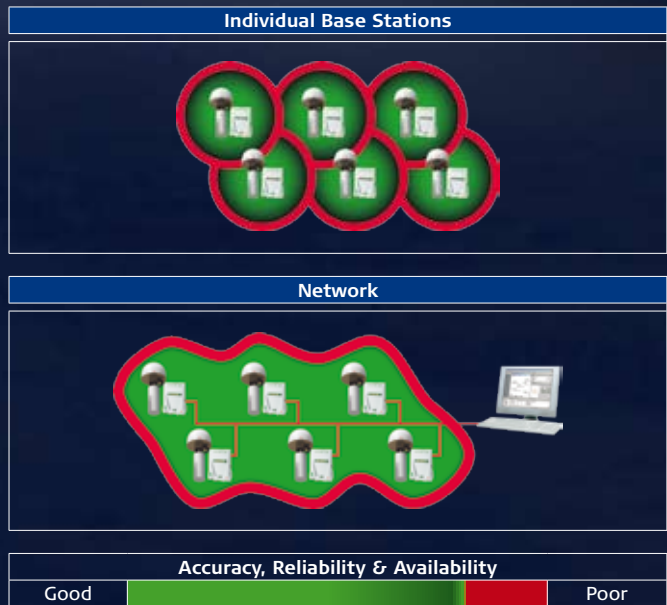 Individual Base Stations
Network
Accuracy, Reliability & Availability
Good
Poor